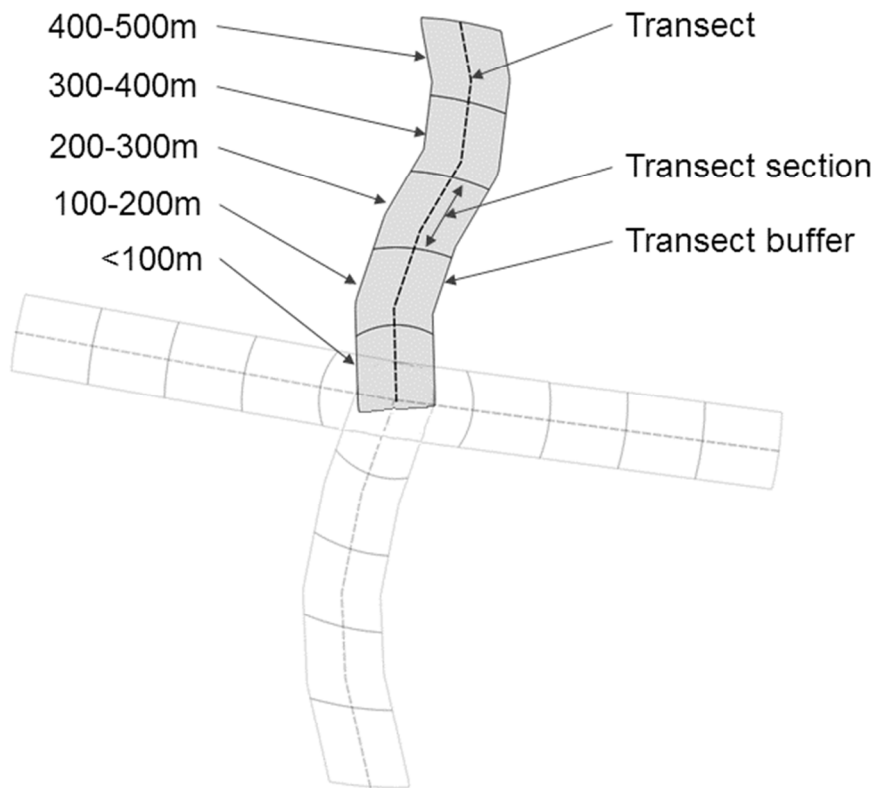 400-500m
Transect
300-400m
200-300m
Transect section
100-200m
Transect buffer
<100m